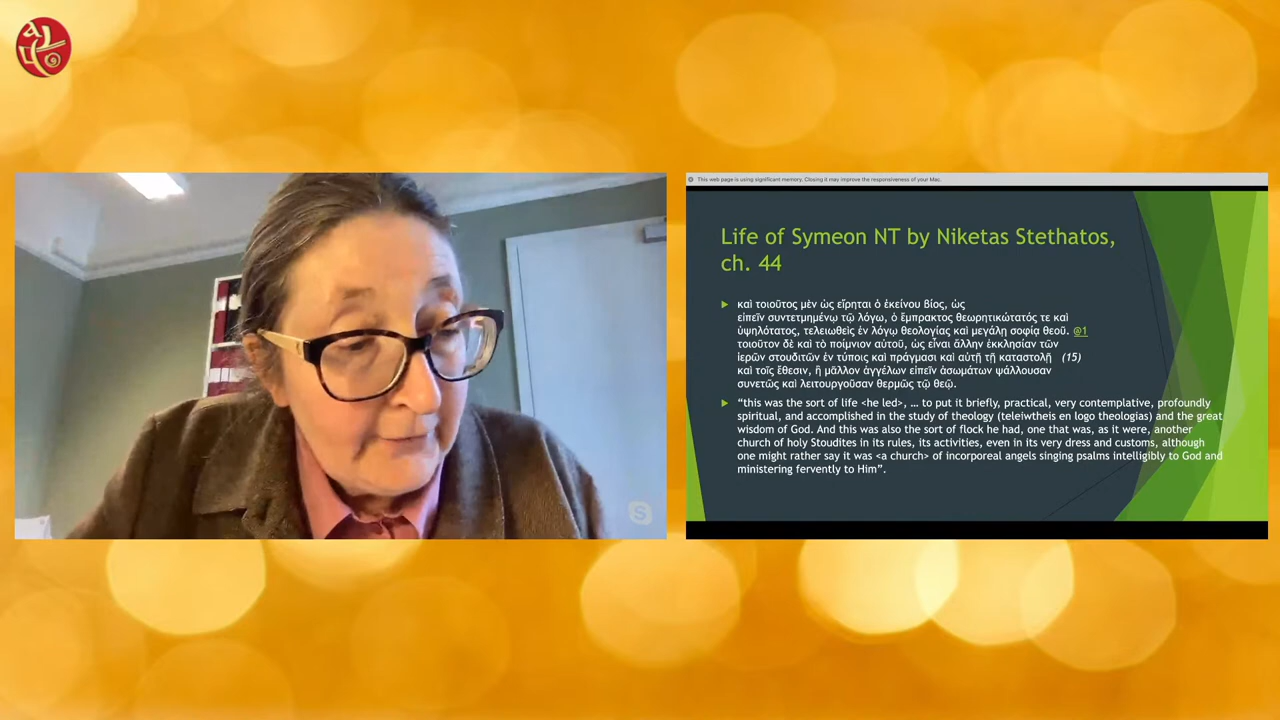 This web page is using significant memory. Closing it may improve the responsiveness of your Mac.
Life of Symeon NT by Niketas Stethatos,
ch. 44
καὶ τοιοῦτος μὲν ὡς εἴρηται ὁ ἐκείνου βίος, ὡς
εἰπεῖν συντετμημένῳ τῷ λόγῳ, ὁ ἔμπρακτος θεωρητικώτατός τε καὶ
ὑψηλότατος, τελειωθεὶς ἐν λόγῳ θεολογίας καὶ μεγάλῃ σοφίᾳ θεοῦ. @1
τοιοῦτον δὲ καὶ τὸ ποίμνιον αὐτοῦ, ὡς εἶναι ἄλλην ἐκκλησίαν τῶν
ἱερῶν στουδιτῶν ἐν τύποις καὶ πράγμασι καὶ αὐτῇ τῇ καταστολῇ (15)
καὶ τοῖς ἔθεσιν, ἢ μᾶλλον ἀγγέλων εἰπεῖν ἀσωμάτων ψάλλουσαν
συνετῶς καὶ λειτουργοῦσαν θερμῶς τῷ θεῷ.
“this was the sort of life <he led>, … to put it briefly, practical, very contemplative, profoundly
spiritual, and accomplished in the study of theology (teleiwtheis en logo theologias) and the great
wisdom of God. And this was also the sort of flock he had, one that was, as it were, another
church of holy Stoudites in its rules, its activities, even in its very dress and customs, although
one might rather say it was <a church> of incorporeal angels singing psalms intelligibly to God and
ministering fervently to Him”.